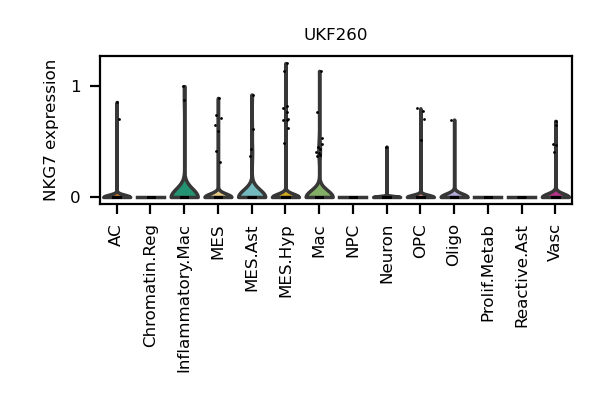 UKF260
NKG7 expression
1
0
AC
Chromatin.Reg
Inflammatory.Mac
MES
MES.Ast
MES.Hyp
Mac
NPC
Neuron
OPC
Oligo
Prolif.Metab
Reactive.Ast
Vasc